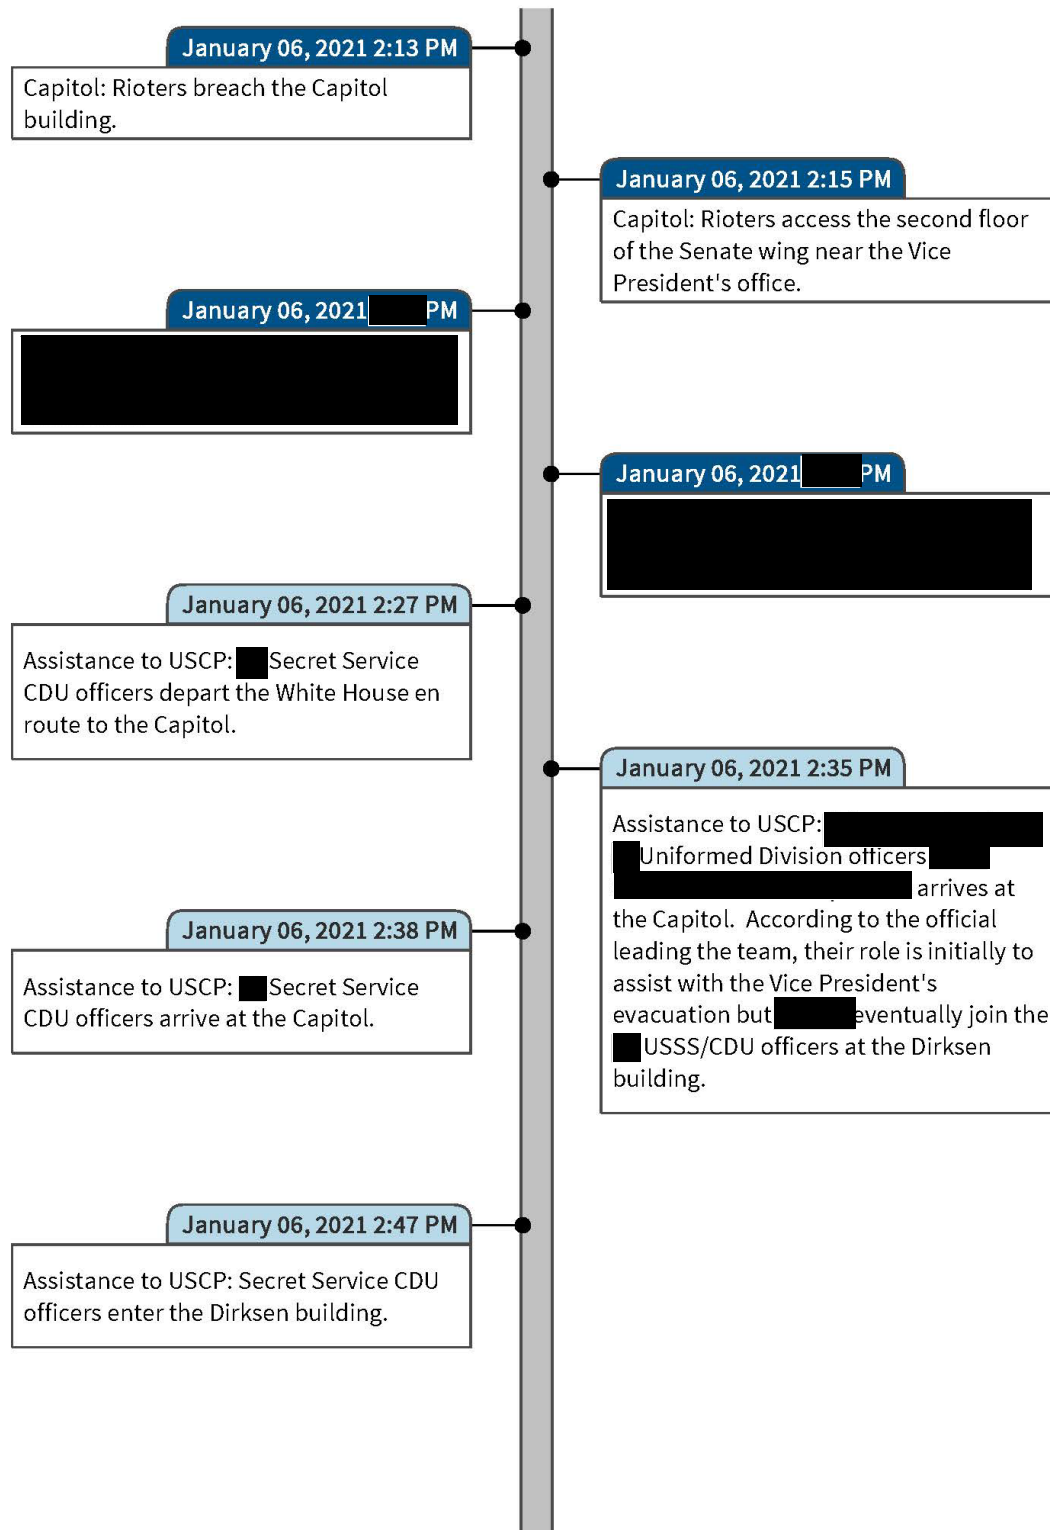 January 06, 2021 2:13 PM
Capitol: Rioters breach the Capitol
building.
January 06, 2021 2:15 PM
Capitol: Rioters access the second floor
of the Senate wing near the Vice
President's office.
January 06, 2021 PM
January 06, 2021 PM
January 06, 2021 2:27 PM
Assistance to USCP: Secret Service
CDU officers depart the White House en
route to the Capitol.
January 06, 2021 2:35 PM
Assistance to USCP:
Uniformed Division officers
arrives at
the Capitol.  According to the official
leading the team, their role is initially to
assist with the Vice President's
evacuation but eventually join the
USSS/CDU officers at the Dirksen
building.
January 06, 2021 2:38 PM
Assistance to USCP: Secret Service
CDU officers arrive at the Capitol.
January 06, 2021 2:47 PM
Assistance to USCP: Secret Service CDU
officers enter the Dirksen building.